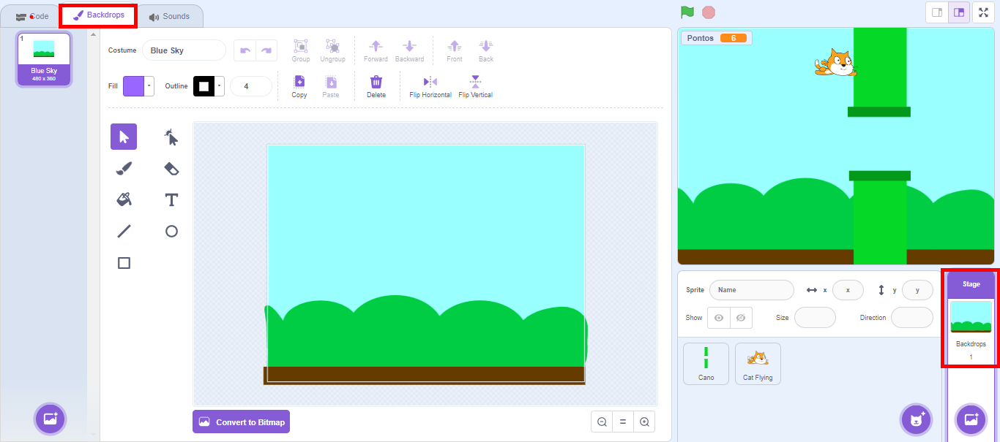 Code
Backdrops
Sounds
1
Blue Sky
480 x 360
Costume
Blue Sky
Group
Ungroup
Forward
Backward
Front
Back
Fill
Outline
4
Copy
Paste
Delete
Flip Horizontal
Flip Vertical
Convert to Bitmap
Pontos 6
Sprite
Name
x
x
y
y
Show
Size
Direction
Cano
Cat Flying
Stage
Backdrops
1